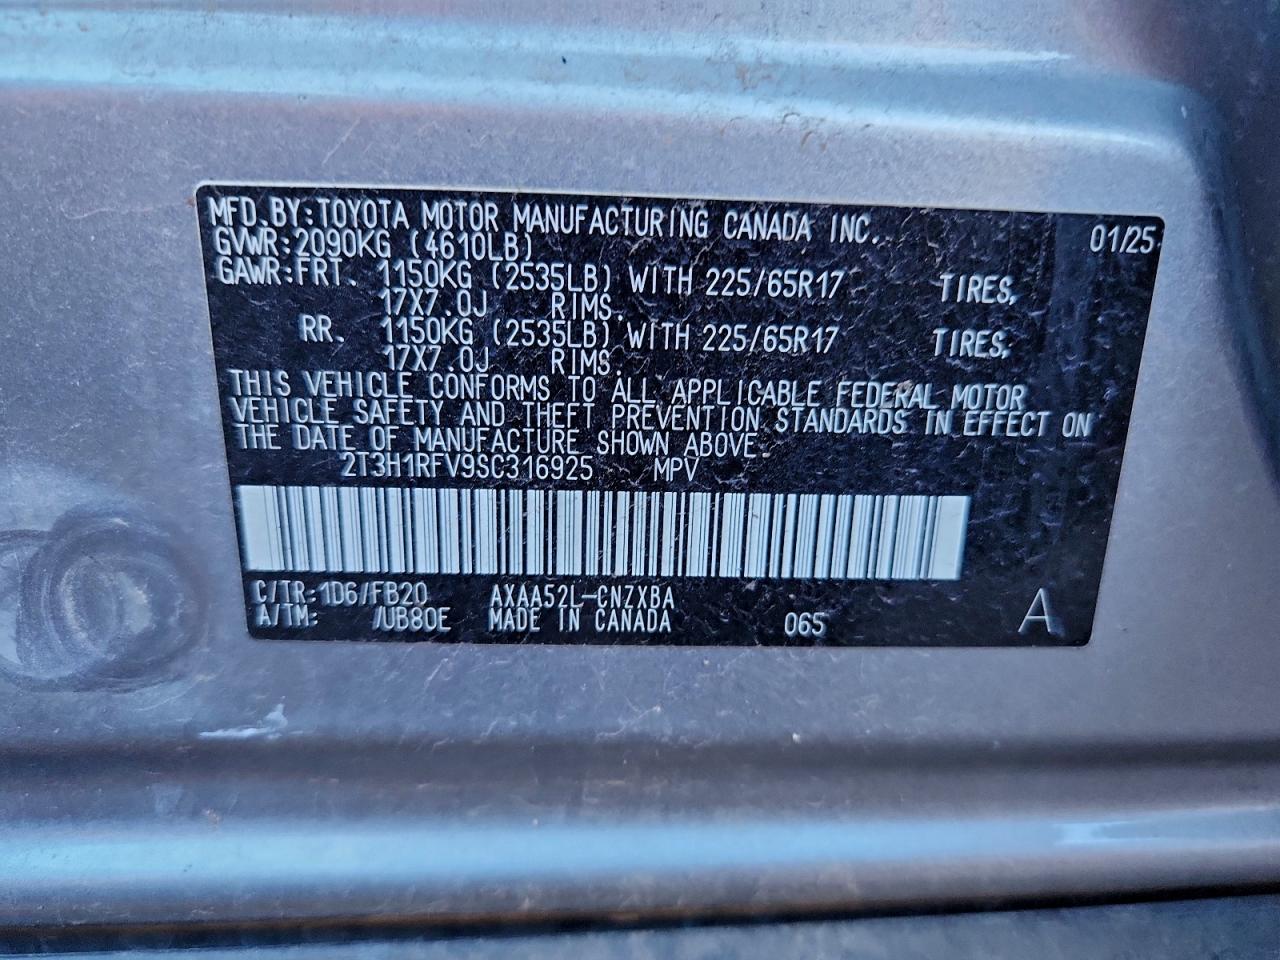 MFD.BY:TOYOTA MOTOR MANUFACTURING CANADA INC. 01/25
GVWR:2090KG (4610LB)
GAWR:FRT. 1150KG (2535LB) WITH 225/65R17 TIRES,
17X7.0J RIMS.
RR. 1150KG (2535LB) WITH 225/65R17 TIRES,
17X7.0J RIMS.
THIS VEHICLE CONFORMS TO ALL APPLICABLE FEDERAL MOTOR
VEHICLE SAFETY AND THEFT PREVENTION STANDARDS IN EFFECT ON
THE DATE OF MANUFACTURE SHOWN ABOVE.
2T3H1RFV9SC316925 MPV
C/TR:1D6/FB20 AXAA52L-CNZXBA
A/TM: /UB80E MADE IN CANADA 065 A